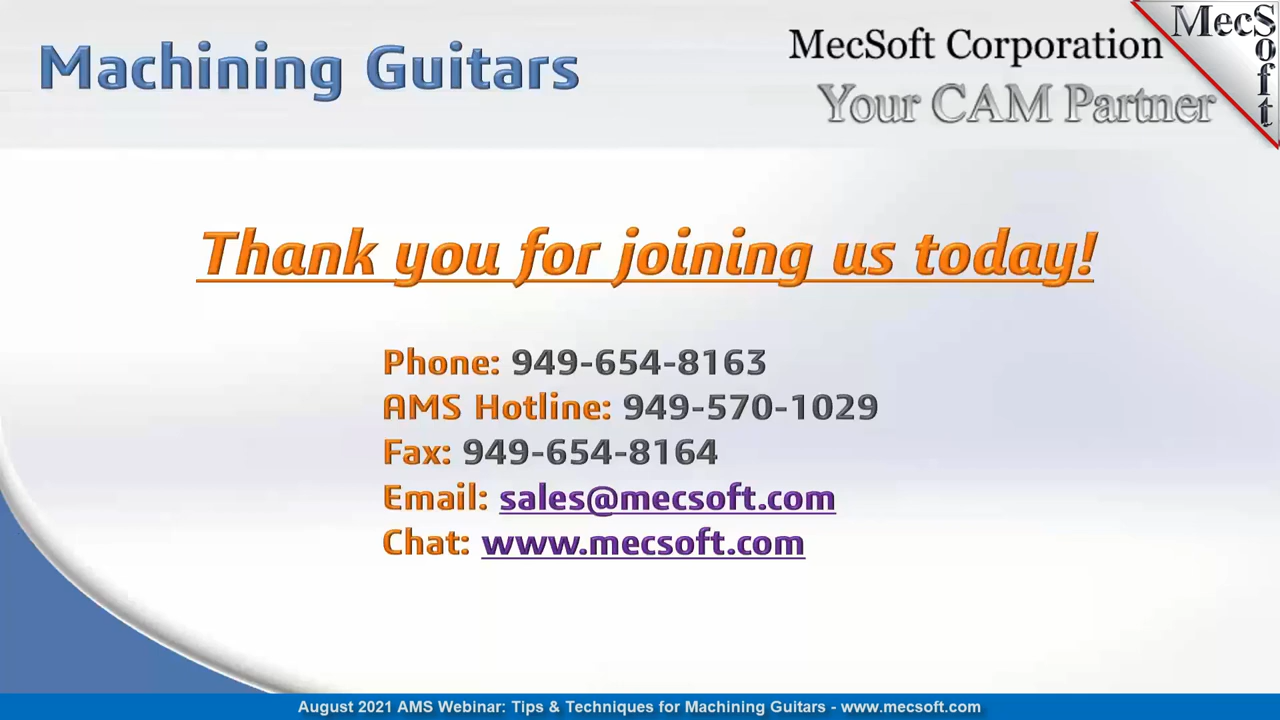 Machining Guitars
MecSoft Corporation
Your CAM Partner
MecSoft
Thank you for joining us today!
Phone: 949-654-8163
AMS Hotline: 949-570-1029
Fax: 949-654-8164
Email: sales@mecsoft.com
Chat: www.mecsoft.com
August 2021 AMS Webinar: Tips & Techniques for Machining Guitars - www.mecsoft.com